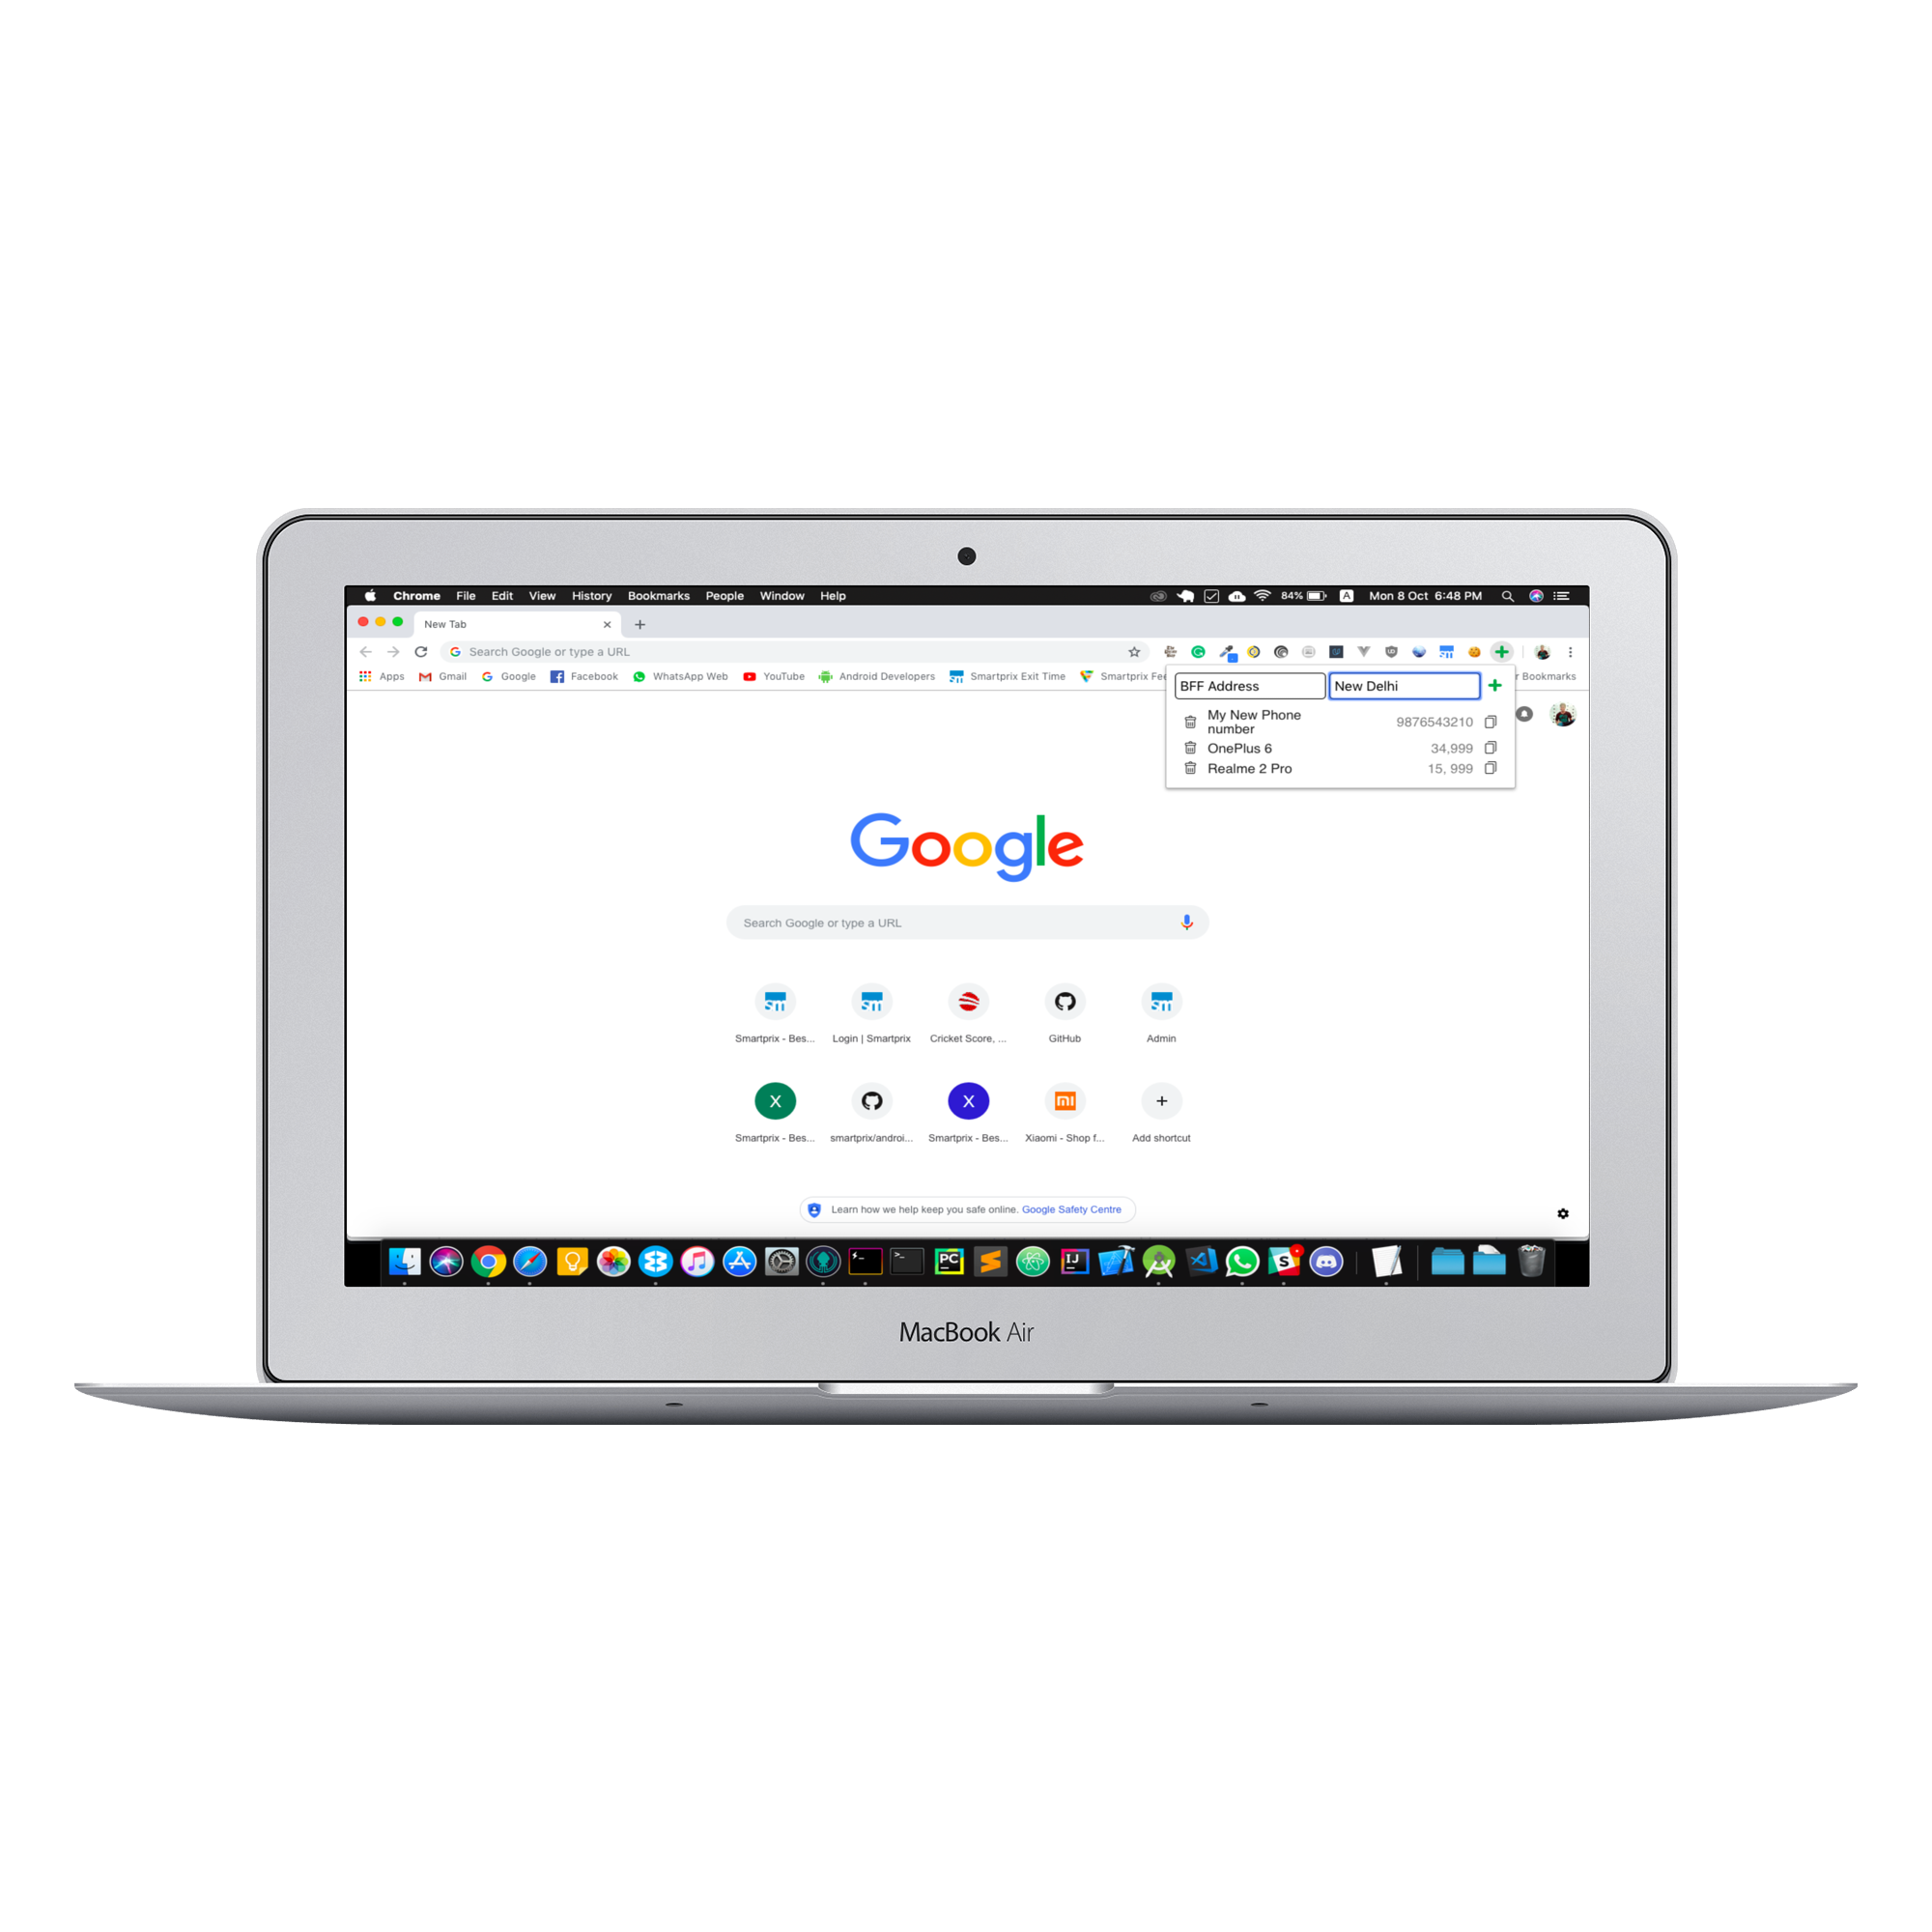 Chrome File Edit View History Bookmarks People Window Help 84% A Mon 8 Oct 6:48 PM
New Tab
Search Google or type a URL
Apps Gmail Google Facebook WhatsApp Web YouTube Android Developers Smartprix Exit Time Smartprix Fee r Bookmarks
BFF Address New Delhi
My New Phone
number 9876543210
OnePlus 6 34,999
Realme 2 Pro 15, 999
Google
Search Google or type a URL
Smartprix - Bes... Login | Smartprix Cricket Score, ... GitHub Admin
X X
Smartprix - Bes... smartprix/androi... Smartprix - Bes... Xiaomi - Shop f... Add shortcut
Learn how we help keep you safe online. Google Safety Centre
PC IJ S
MacBook Air